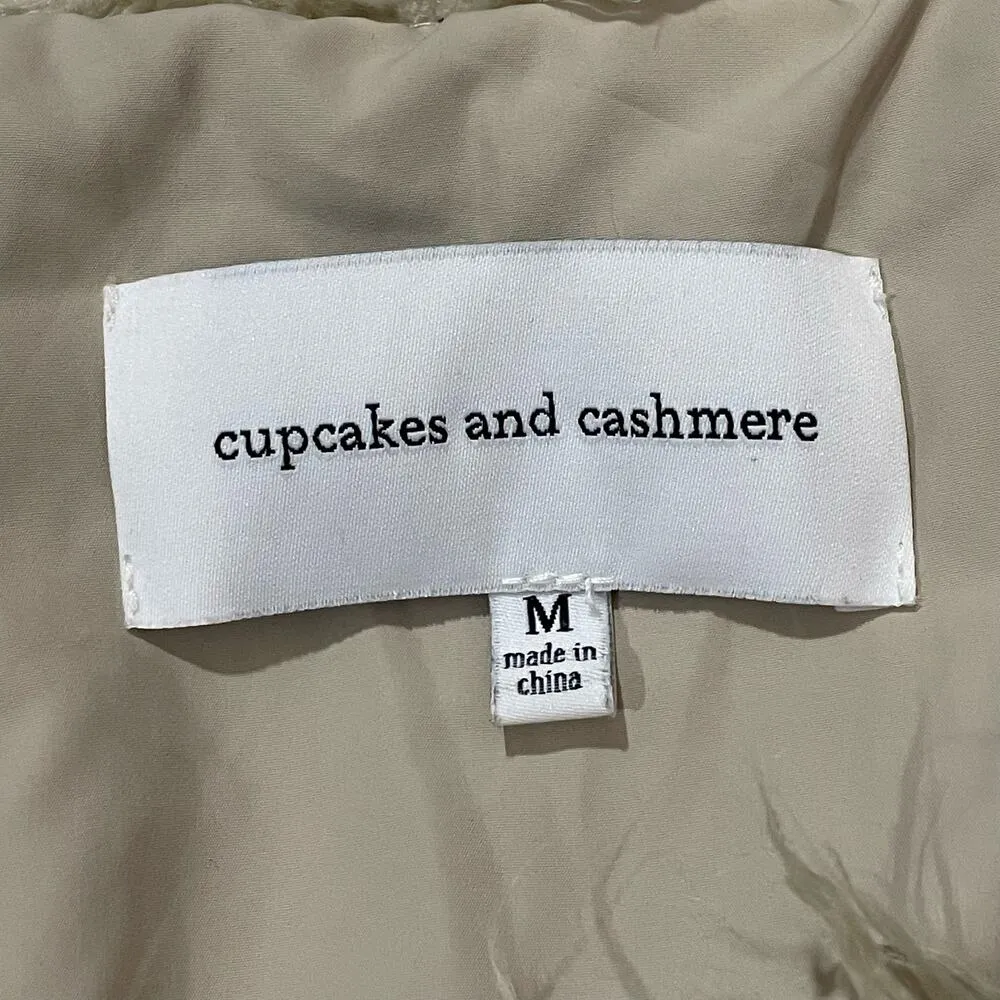 cupcakes and cashmere
M
made in
china